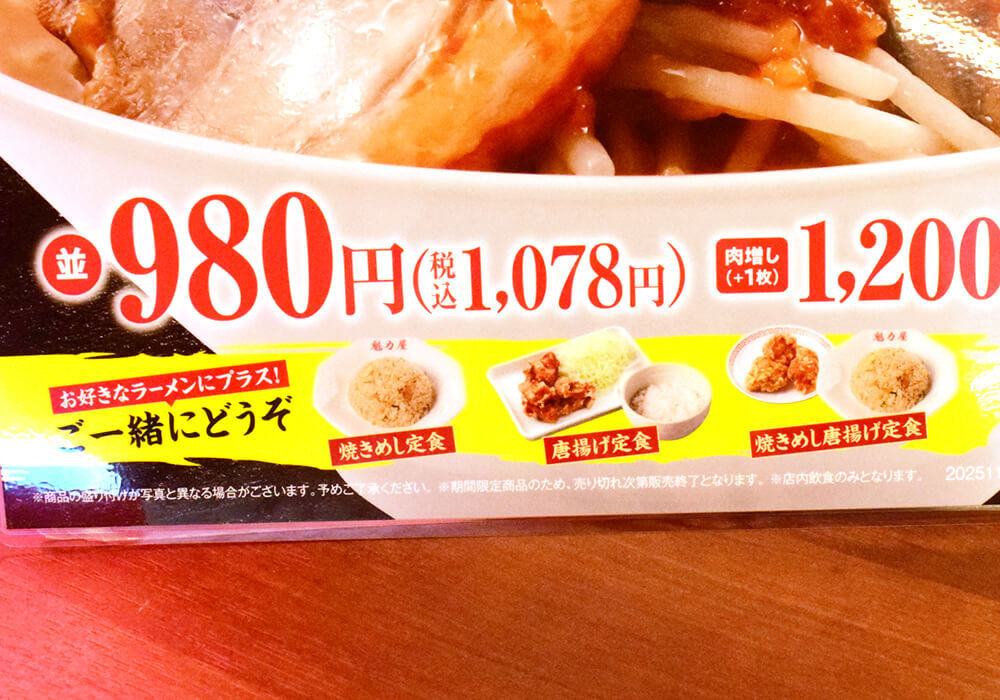 並 980円(税込1,078円) 肉増し(+1枚) 1,200
お好きなラーメンにプラス!
ご一緒にどうぞ
魁力屋
焼きめし定食
唐揚げ定食
魁力屋
焼きめし唐揚げ定食
※商品の盛り付けが写真と異なる場合がございます。予めご了承ください。 ※期間限定商品のため、売り切れ次第販売終了となります。 ※店内飲食のみとなります。 202511